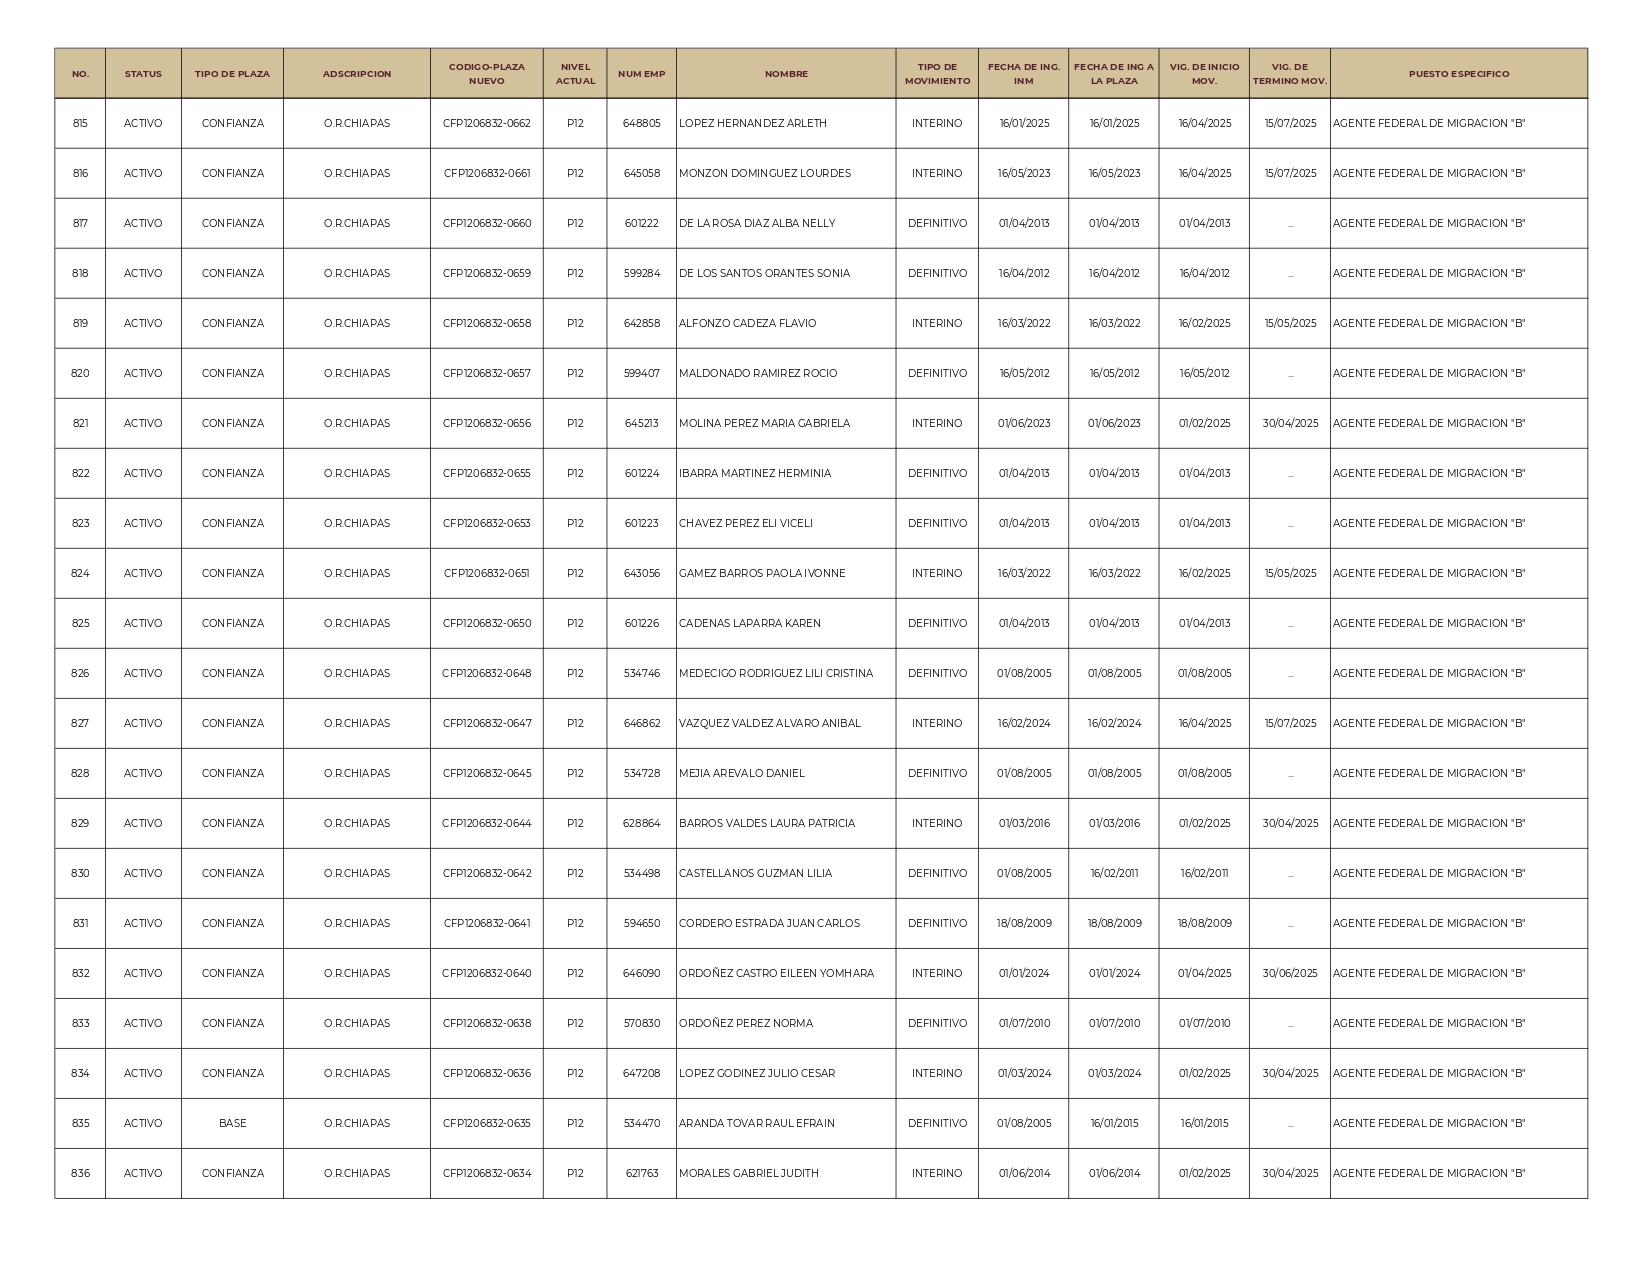 NO. STATUS TIPO DE PLAZA ADSCRIPCION CODIGO-PLAZA NUEVO NIVEL ACTUAL NUM EMP NOMBRE TIPO DE MOVIMIENTO FECHA DE ING. INM FECHA DE ING A LA PLAZA VIG. DE INICIO MOV. VIG. DE TERMINO MOV. PUESTO ESPECIFICO
815 ACTIVO CONFIANZA O.R.CHIAPAS CFP1206832-0662 P12 648805 LOPEZ HERNANDEZ ARLETH INTERINO 16/01/2025 16/01/2025 16/04/2025 15/07/2025 AGENTE FEDERAL DE MIGRACION "B"
816 ACTIVO CONFIANZA O.R.CHIAPAS CFP1206832-0661 P12 645058 MONZON DOMINGUEZ LOURDES INTERINO 16/05/2023 16/05/2023 16/04/2025 15/07/2025 AGENTE FEDERAL DE MIGRACION "B"
817 ACTIVO CONFIANZA O.R.CHIAPAS CFP1206832-0660 P12 601222 DE LA ROSA DIAZ ALBA NELLY DEFINITIVO 01/04/2013 01/04/2013 01/04/2013 ... AGENTE FEDERAL DE MIGRACION "B"
818 ACTIVO CONFIANZA O.R.CHIAPAS CFP1206832-0659 P12 599284 DE LOS SANTOS ORANTES SONIA DEFINITIVO 16/04/2012 16/04/2012 16/04/2012 ... AGENTE FEDERAL DE MIGRACION "B"
819 ACTIVO CONFIANZA O.R.CHIAPAS CFP1206832-0658 P12 642858 ALFONZO CADEZA FLAVIO INTERINO 16/03/2022 16/03/2022 16/02/2025 15/05/2025 AGENTE FEDERAL DE MIGRACION "B"
820 ACTIVO CONFIANZA O.R.CHIAPAS CFP1206832-0657 P12 599407 MALDONADO RAMIREZ ROCIO DEFINITIVO 16/05/2012 16/05/2012 16/05/2012 ... AGENTE FEDERAL DE MIGRACION "B"
821 ACTIVO CONFIANZA O.R.CHIAPAS CFP1206832-0656 P12 645213 MOLINA PEREZ MARIA GABRIELA INTERINO 01/06/2023 01/06/2023 01/02/2025 30/04/2025 AGENTE FEDERAL DE MIGRACION "B"
822 ACTIVO CONFIANZA O.R.CHIAPAS CFP1206832-0655 P12 601224 IBARRA MARTINEZ HERMINIA DEFINITIVO 01/04/2013 01/04/2013 01/04/2013 ... AGENTE FEDERAL DE MIGRACION "B"
823 ACTIVO CONFIANZA O.R.CHIAPAS CFP1206832-0653 P12 601223 CHAVEZ PEREZ ELI VICELI DEFINITIVO 01/04/2013 01/04/2013 01/04/2013 ... AGENTE FEDERAL DE MIGRACION "B"
824 ACTIVO CONFIANZA O.R.CHIAPAS CFP1206832-0651 P12 643056 GAMEZ BARROS PAOLA IVONNE INTERINO 16/03/2022 16/03/2022 16/02/2025 15/05/2025 AGENTE FEDERAL DE MIGRACION "B"
825 ACTIVO CONFIANZA O.R.CHIAPAS CFP1206832-0650 P12 601226 CADENAS LAPARRA KAREN DEFINITIVO 01/04/2013 01/04/2013 01/04/2013 ... AGENTE FEDERAL DE MIGRACION "B"
826 ACTIVO CONFIANZA O.R.CHIAPAS CFP1206832-0648 P12 534746 MEDECIGO RODRIGUEZ LILI CRISTINA DEFINITIVO 01/08/2005 01/08/2005 01/08/2005 ... AGENTE FEDERAL DE MIGRACION "B"
827 ACTIVO CONFIANZA O.R.CHIAPAS CFP1206832-0647 P12 646862 VAZQUEZ VALDEZ ALVARO ANIBAL INTERINO 16/02/2024 16/02/2024 16/04/2025 15/07/2025 AGENTE FEDERAL DE MIGRACION "B"
828 ACTIVO CONFIANZA O.R.CHIAPAS CFP1206832-0645 P12 534728 MEJIA AREVALO DANIEL DEFINITIVO 01/08/2005 01/08/2005 01/08/2005 ... AGENTE FEDERAL DE MIGRACION "B"
829 ACTIVO CONFIANZA O.R.CHIAPAS CFP1206832-0644 P12 628864 BARROS VALDES LAURA PATRICIA INTERINO 01/03/2016 01/03/2016 01/02/2025 30/04/2025 AGENTE FEDERAL DE MIGRACION "B"
830 ACTIVO CONFIANZA O.R.CHIAPAS CFP1206832-0642 P12 534498 CASTELLANOS GUZMAN LILIA DEFINITIVO 01/08/2005 16/02/2011 16/02/2011 ... AGENTE FEDERAL DE MIGRACION "B"
831 ACTIVO CONFIANZA O.R.CHIAPAS CFP1206832-0641 P12 594650 CORDERO ESTRADA JUAN CARLOS DEFINITIVO 18/08/2009 18/08/2009 18/08/2009 ... AGENTE FEDERAL DE MIGRACION "B"
832 ACTIVO CONFIANZA O.R.CHIAPAS CFP1206832-0640 P12 646090 ORDOÑEZ CASTRO EILEEN YOMHARA INTERINO 01/01/2024 01/01/2024 01/04/2025 30/06/2025 AGENTE FEDERAL DE MIGRACION "B"
833 ACTIVO CONFIANZA O.R.CHIAPAS CFP1206832-0638 P12 570830 ORDOÑEZ PEREZ NORMA DEFINITIVO 01/07/2010 01/07/2010 01/07/2010 ... AGENTE FEDERAL DE MIGRACION "B"
834 ACTIVO CONFIANZA O.R.CHIAPAS CFP1206832-0636 P12 647208 LOPEZ GODINEZ JULIO CESAR INTERINO 01/03/2024 01/03/2024 01/02/2025 30/04/2025 AGENTE FEDERAL DE MIGRACION "B"
835 ACTIVO BASE O.R.CHIAPAS CFP1206832-0635 P12 534470 ARANDA TOVAR RAUL EFRAIN DEFINITIVO 01/08/2005 16/01/2015 16/01/2015 ... AGENTE FEDERAL DE MIGRACION "B"
836 ACTIVO CONFIANZA O.R.CHIAPAS CFP1206832-0634 P12 621763 MORALES GABRIEL JUDITH INTERINO 01/06/2014 01/06/2014 01/02/2025 30/04/2025 AGENTE FEDERAL DE MIGRACION "B"